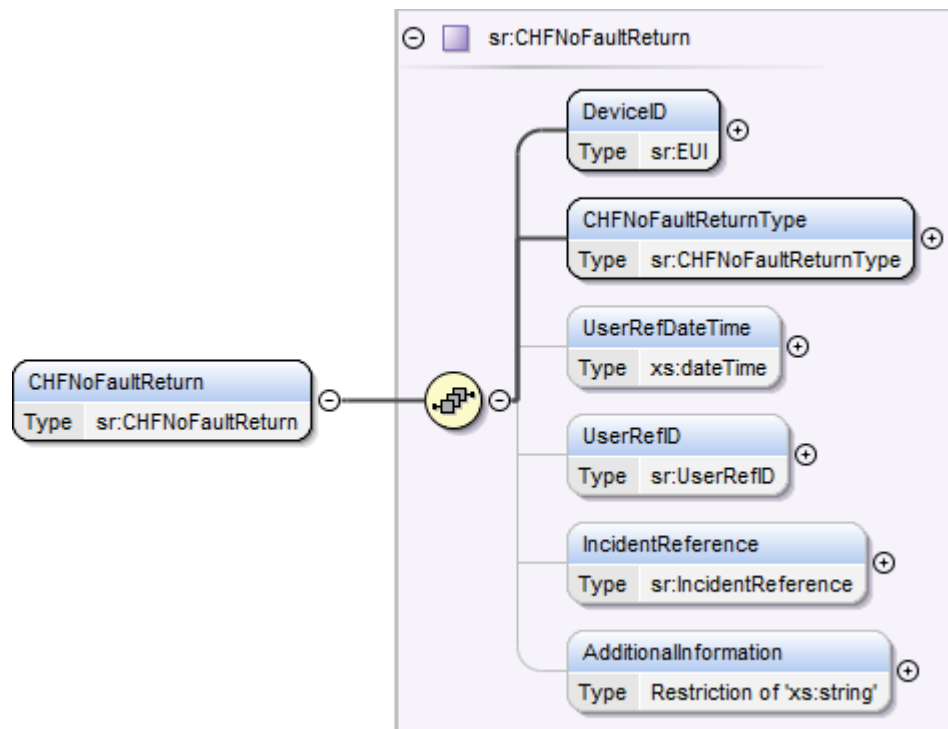 sr:CHFNoFaultReturn
DeviceID
Type sr:EUI
CHFNoFaultReturnType
Type sr:CHFNoFaultReturnType
UserRefDateTime
Type xs:dateTime
CHFNoFaultReturn
Type sr:CHFNoFaultReturn
UserRefID
Type sr:UserRefID
IncidentReference
Type sr:IncidentReference
AdditionalInformation
Type Restriction of 'xs:string'